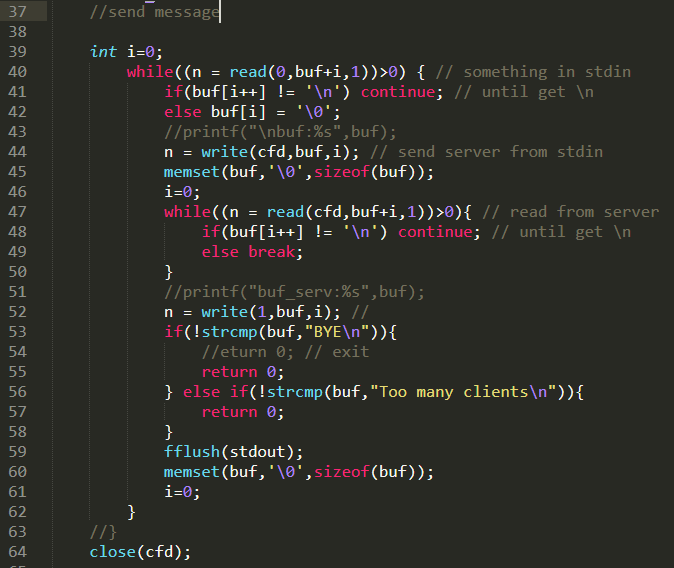 37 //send message
38
39 int i=0;
40 while((n = read(0,buf+i,1))>0) { // something in stdin
41 if(buf[i++] != '\n') continue; // until get \n
42 else buf[i] = '\0';
43 //printf("\nbuf:%s",buf);
44 n = write(cfd,buf,i); // send server from stdin
45 memset(buf,'\0',sizeof(buf));
46 i=0;
47 while((n = read(cfd,buf+i,1))>0){ // read from server
48 if(buf[i++] != '\n') continue; // until get \n
49 else break;
50 }
51 //printf("buf_serv:%s",buf);
52 n = write(1,buf,i); //
53 if(!strcmp(buf,"BYE\n")){
54 //eturn 0; // exit
55 return 0;
56 } else if(!strcmp(buf,"Too many clients\n")){
57 return 0;
58 }
59 fflush(stdout);
60 memset(buf,'\0',sizeof(buf));
61 i=0;
62 }
63 //}
64 close(cfd);